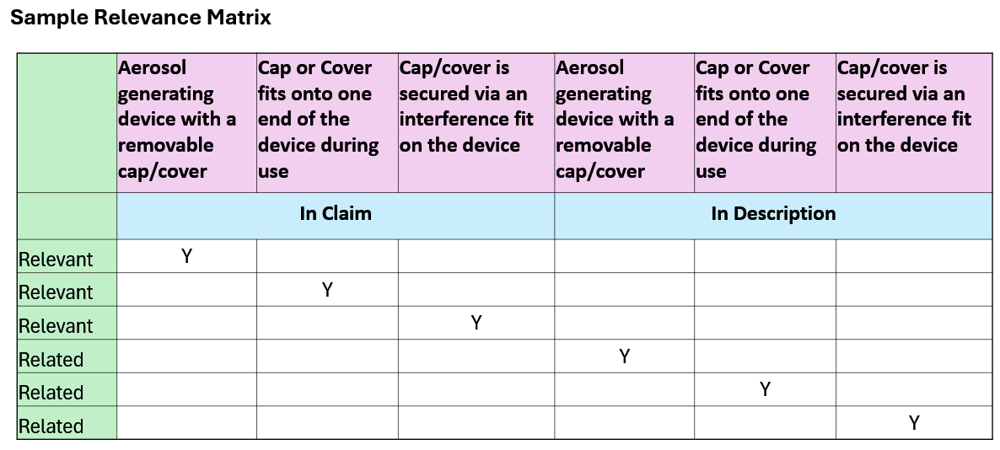 Sample Relevance Matrix
Aerosol
generating
device with a
removable
cap/cover
Cap or Cover
fits onto one
end of the
device during
use
Cap/cover is
secured via an
interference fit
on the device
Aerosol
generating
device with a
removable
cap/cover
Cap or Cover
fits onto one
end of the
device during
use
Cap/cover is
secured via an
interference fit
on the device
In Claim
In Description
Relevant Y
Relevant Y
Relevant Y
Related Y
Related Y
Related Y